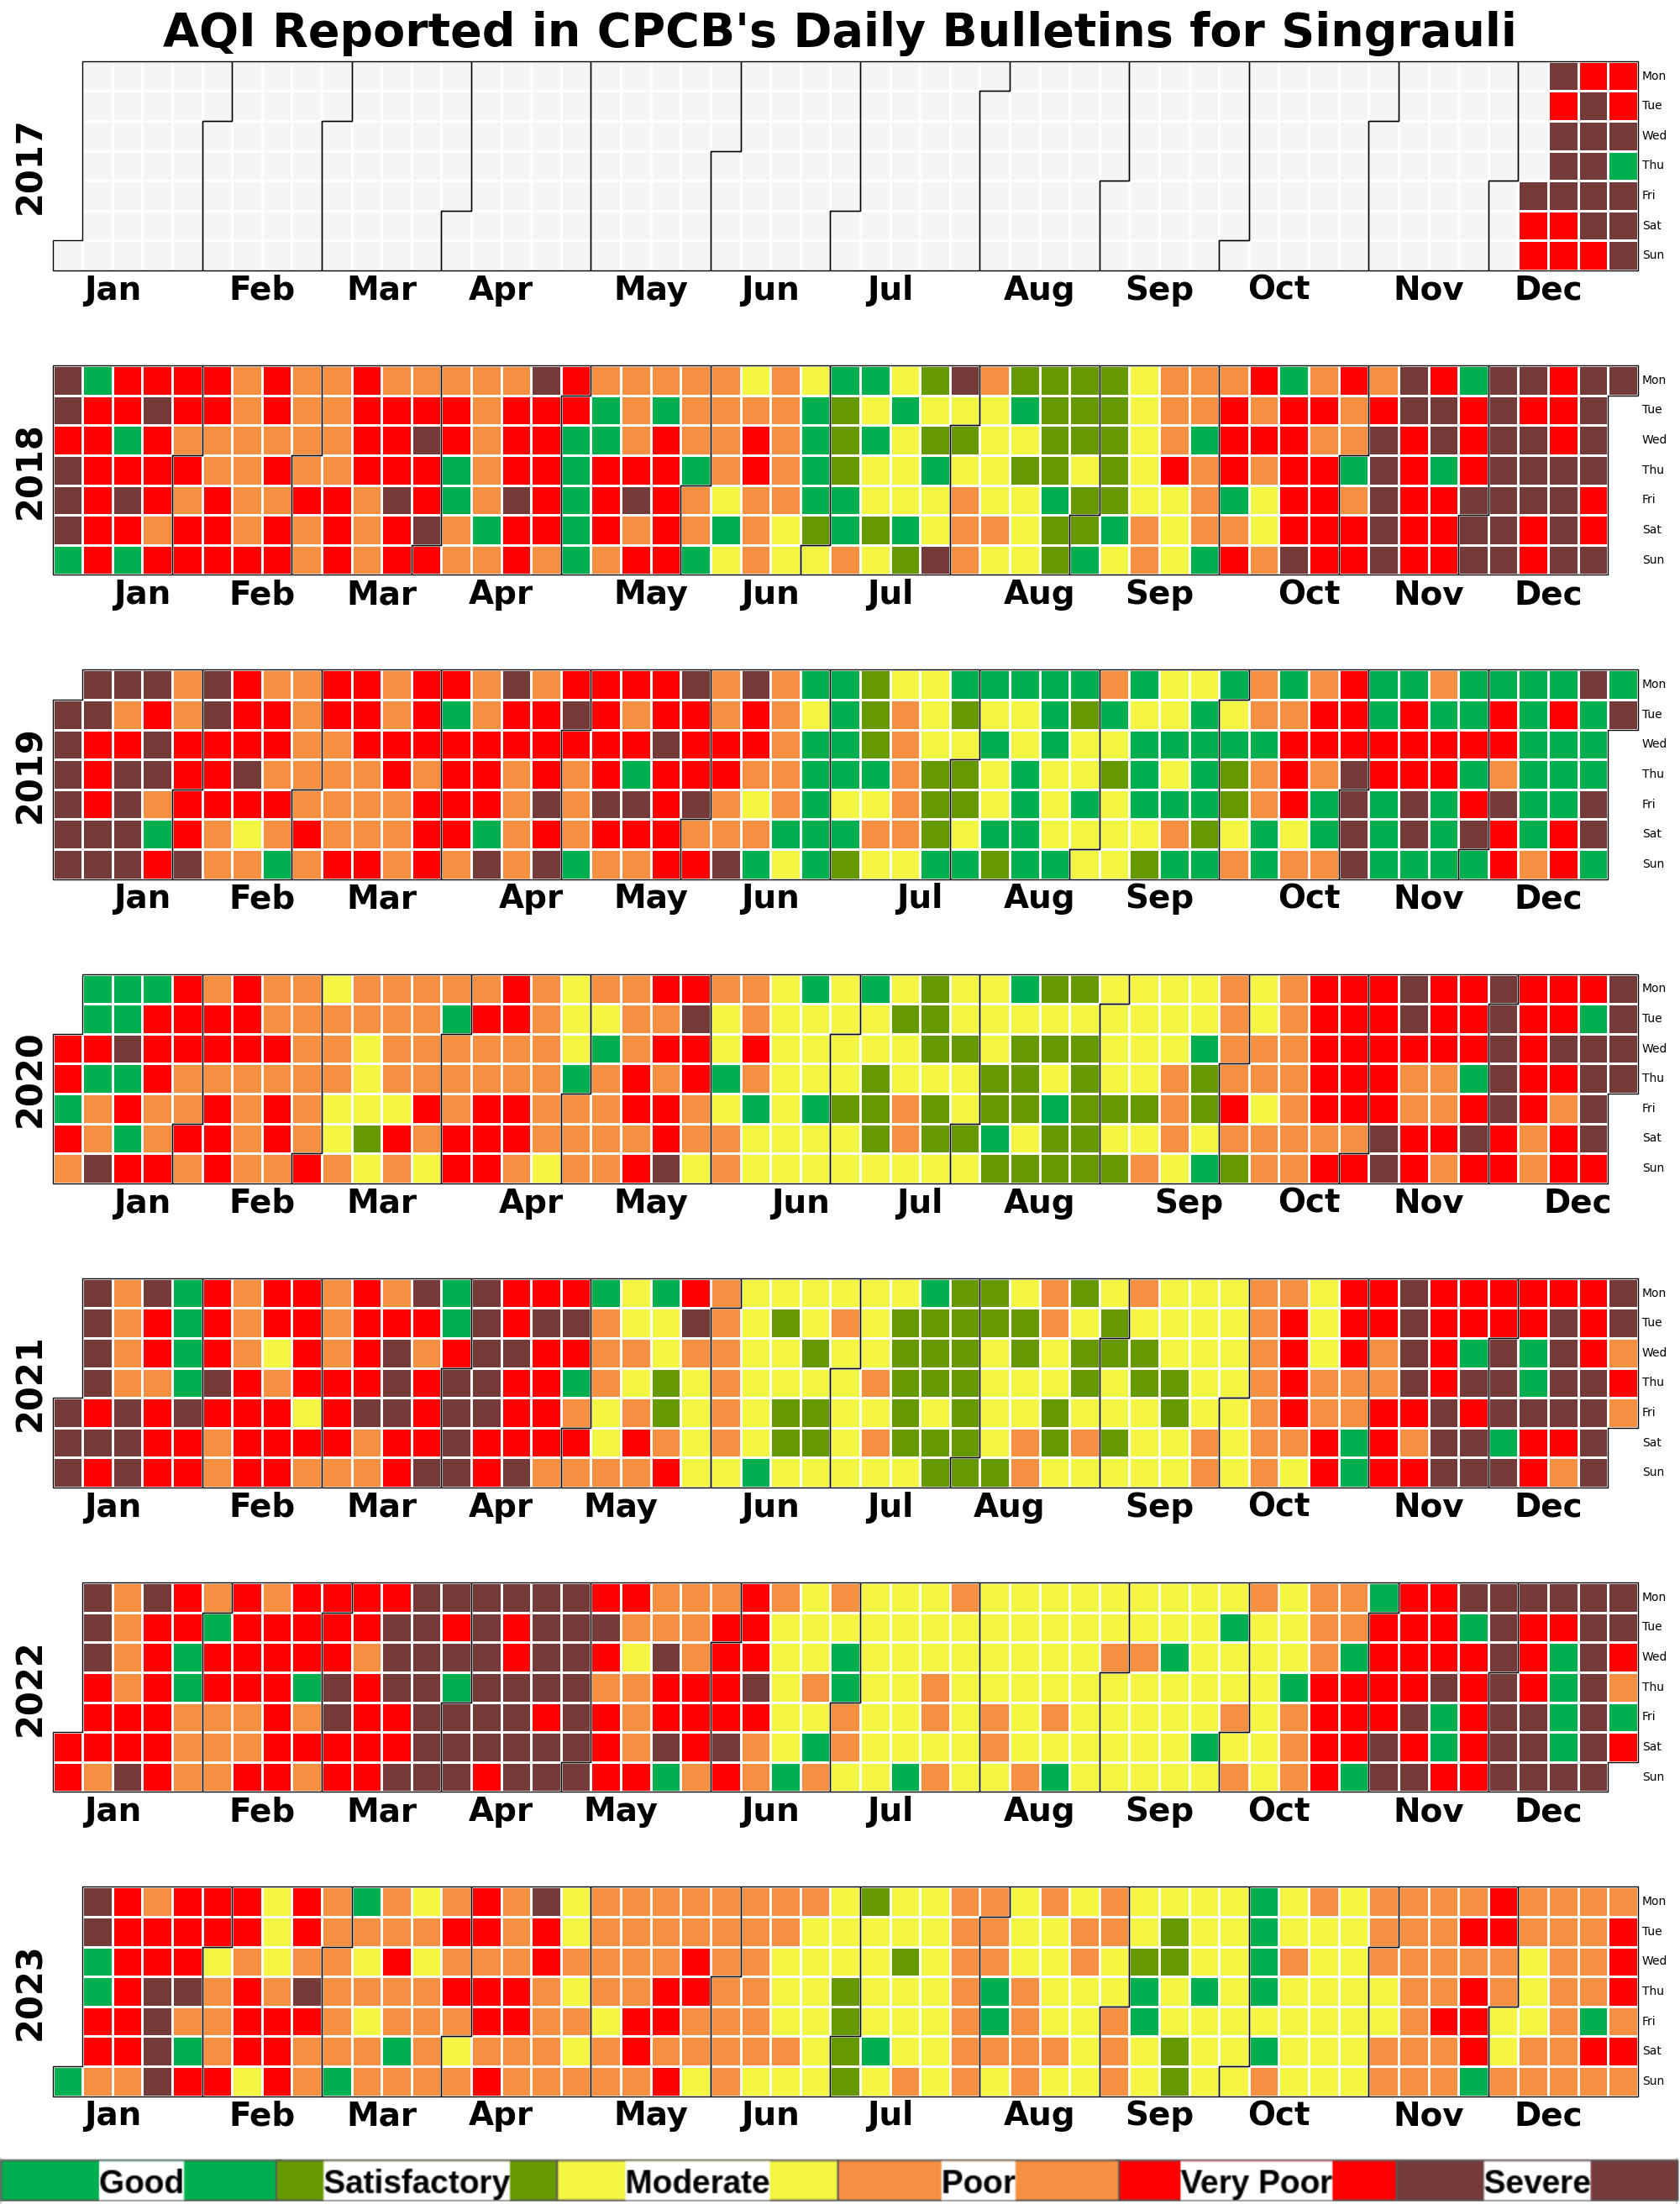 AQI Reported in CPCB's Daily Bulletins for Singrauli
2017
Mon
Tue
Wed
Thu
Fri
Sat
Sun
Jan Feb Mar Apr May Jun Jul Aug Sep Oct Nov Dec
2018
Mon
Tue
Wed
Thu
Fri
Sat
Sun
Jan Feb Mar Apr May Jun Jul Aug Sep Oct Nov Dec
2019
Mon
Tue
Wed
Thu
Fri
Sat
Sun
Jan Feb Mar Apr May Jun Jul Aug Sep Oct Nov Dec
2020
Mon
Tue
Wed
Thu
Fri
Sat
Sun
Jan Feb Mar Apr May Jun Jul Aug Sep Oct Nov Dec
2021
Mon
Tue
Wed
Thu
Fri
Sat
Sun
Jan Feb Mar Apr May Jun Jul Aug Sep Oct Nov Dec
2022
Mon
Tue
Wed
Thu
Fri
Sat
Sun
Jan Feb Mar Apr May Jun Jul Aug Sep Oct Nov Dec
2023
Mon
Tue
Wed
Thu
Fri
Sat
Sun
Jan Feb Mar Apr May Jun Jul Aug Sep Oct Nov Dec
Good Satisfactory Moderate Poor Very Poor Severe